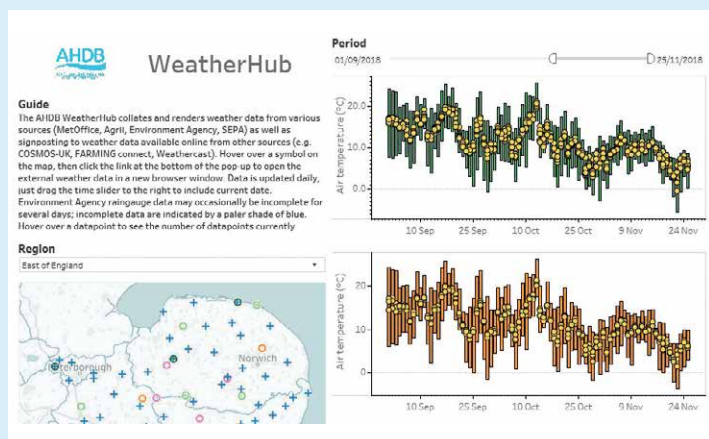 AHDB
WeatherHub
Guide
The AHDB WeatherHub collates and renders weather data from various
sources (MetOffice, Agrii, Environment Agency, SEPA) as well as
signposting to weather data available online from other sources (e.g.
COSMOS-UK, FARMING connect, Weathercast). Hover over a symbol on
the map, then click the link at the bottom of the pop-up to open the
external weather data in a new browser window. Data is updated daily,
just drag the time slider to the right to include current date.
Environment Agency raingauge data may occasionally be incomplete for
several days; incomplete data are indicated by a paler shade of blue.
Hover over a datapoint to see the number of datapoints currently
Region
East of England
Norwich
Period
01/09/2018
25/11/2018
Air temperature (°C)
20.0
10.0
0.0
10 Sep
25 Sep
10 Oct
25 Oct
9 Nov
24 Nov
Air temperature (°C)
20
10
0
10 Sep
25 Sep
10 Oct
25 Oct
9 Nov
24 Nov